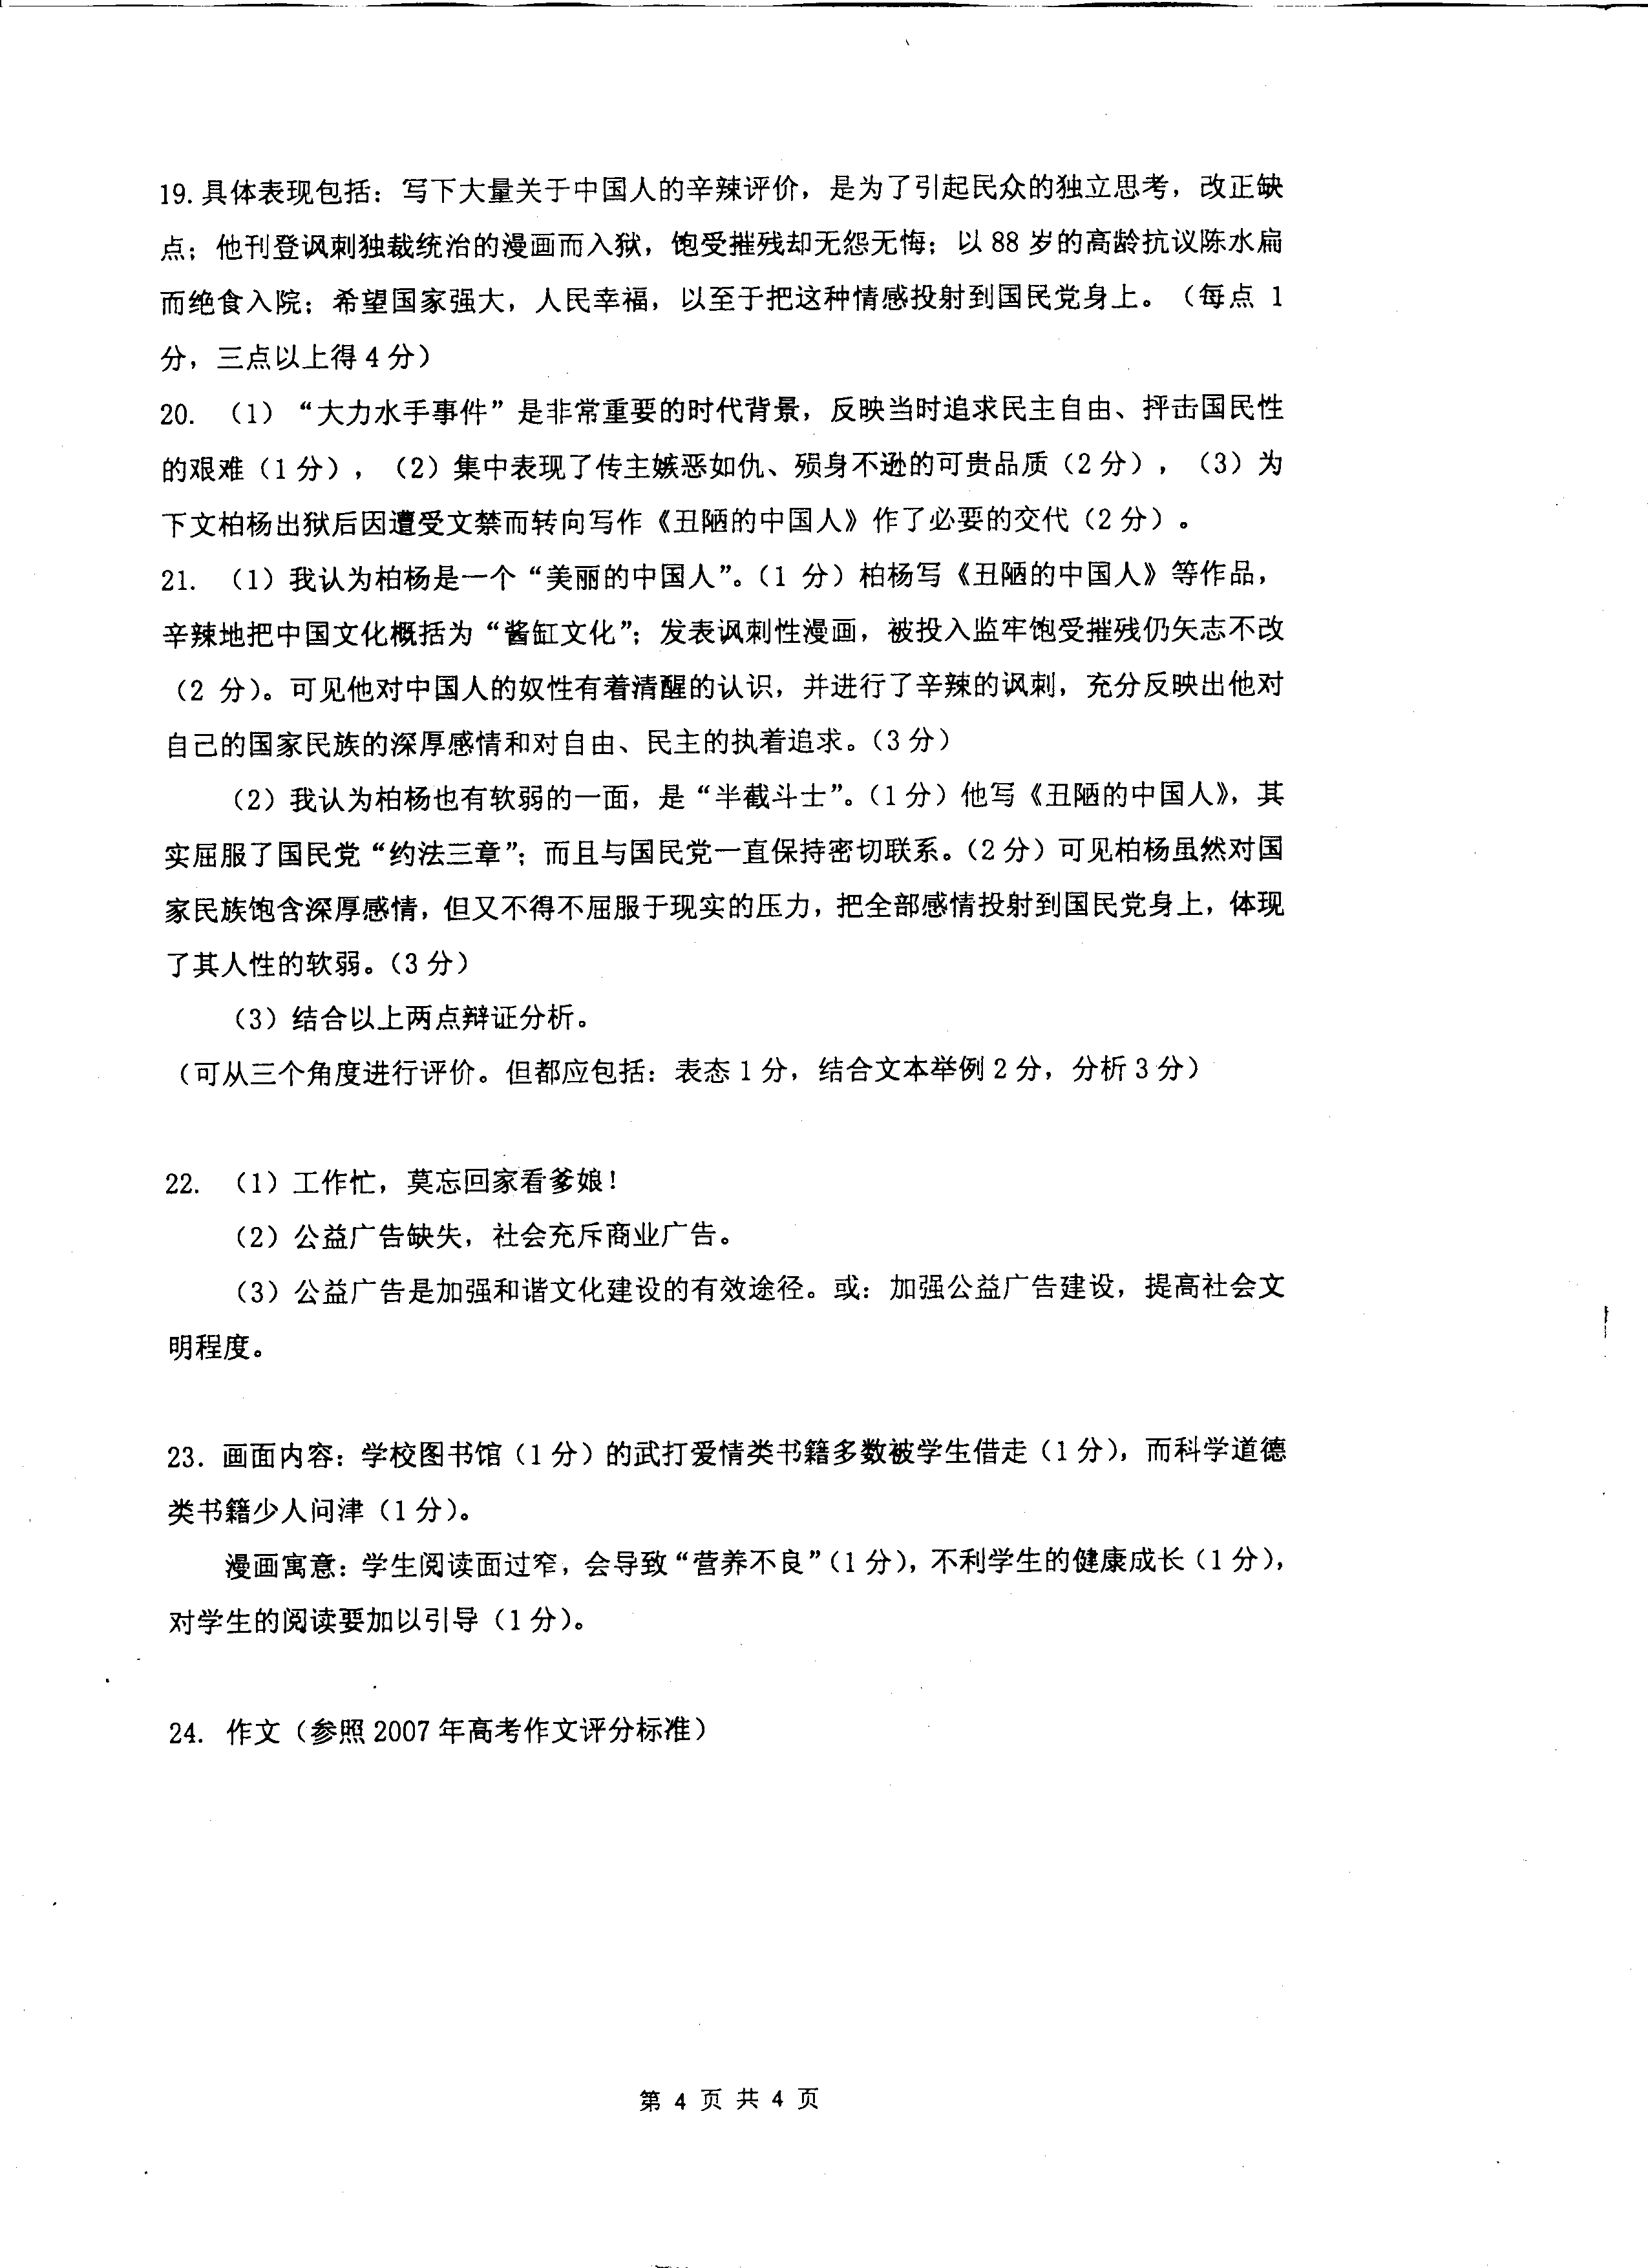 19.具体表现包括：写下大量关于中国人的辛辣评价，是为了引起民众的独立思考，改正缺
点；他刊登讽刺独裁统治的漫画而入狱，饱受摧残却无怨无悔；以 88 岁的高龄抗议陈水扁
而绝食入院；希望国家强大，人民幸福，以至于把这种情感投射到国民党身上。（每点 1
分，三点以上得 4 分）
20. （1）“大力水手事件”是非常重要的时代背景，反映当时追求民主自由、抨击国民性
的艰难（1 分），（2）集中表现了传主嫉恶如仇、殒身不逊的可贵品质（2 分），（3）为
下文柏杨出狱后因遭受文禁而转向写作《丑陋的中国人》作了必要的交代（2 分）。
21. （1）我认为柏杨是一个“美丽的中国人”。（1 分）柏杨写《丑陋的中国人》等作品，
辛辣地把中国文化概括为“酱缸文化”；发表讽刺性漫画，被投入监牢饱受摧残仍矢志不改
（2 分）。可见他对中国人的奴性有着清醒的认识，并进行了辛辣的讽刺，充分反映出他对
自己的国家民族的深厚感情和对自由、民主的执着追求。（3 分）
（2）我认为柏杨也有软弱的一面，是“半截斗士”。（1 分）他写《丑陋的中国人》，其
实屈服了国民党“约法三章”；而且与国民党一直保持密切联系。（2 分）可见柏杨虽然对国
家民族饱含深厚感情，但又不得不屈服于现实的压力，把全部感情投射到国民党身上，体现
了其人性的软弱。（3 分）
（3）结合以上两点辩证分析。
（可从三个角度进行评价。但都应包括：表态 1 分，结合文本举例 2 分，分析 3 分）
22. （1）工作忙，莫忘回家看爹娘！
（2）公益广告缺失，社会充斥商业广告。
（3）公益广告是加强和谐文化建设的有效途径。或：加强公益广告建设，提高社会文
明程度。
23. 画面内容：学校图书馆（1 分）的武打爱情类书籍多数被学生借走（1 分），而科学道德
类书籍少人问津（1 分）。
漫画寓意：学生阅读面过窄，会导致“营养不良”（1 分），不利学生的健康成长（1 分），
对学生的阅读要加以引导（1 分）。
24. 作文（参照 2007 年高考作文评分标准）
第 4 页 共 4 页